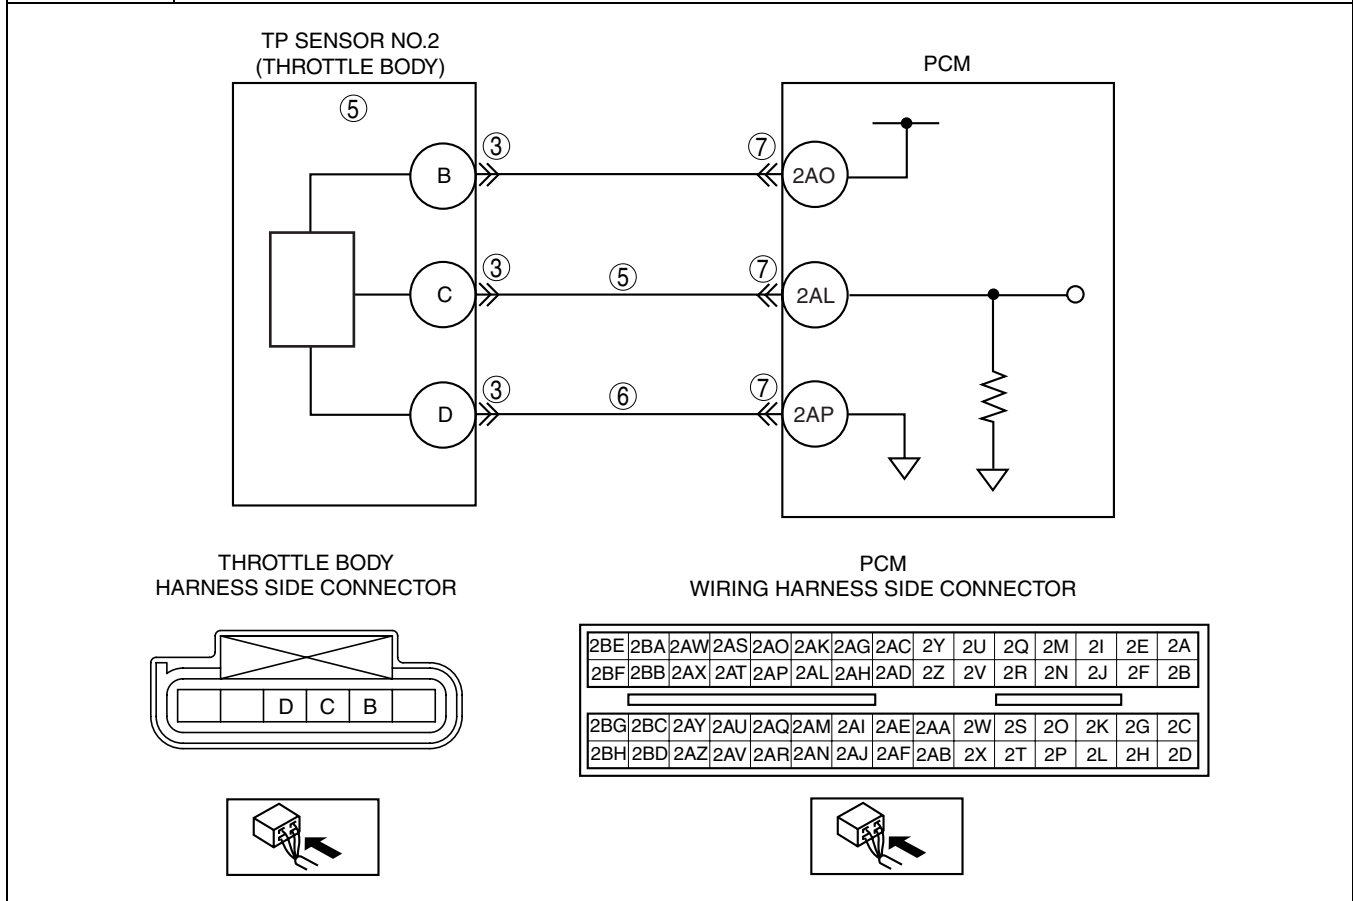 TP SENSOR NO.2
(THROTTLE BODY)
PCM
⑤
③ ⑦
B 2AO
③ ⑤ ⑦
C 2AL
③ ⑥ ⑦
D 2AP
THROTTLE BODY
HARNESS SIDE CONNECTOR
D C B
PCM
WIRING HARNESS SIDE CONNECTOR
2BE 2BA 2AW 2AS 2AO 2AK 2AG 2AC 2Y 2U 2Q 2M 2I 2E 2A
2BF 2BB 2AX 2AT 2AP 2AL 2AH 2AD 2Z 2V 2R 2N 2J 2F 2B
2BG 2BC 2AY 2AU 2AQ 2AM 2AI 2AE 2AA 2W 2S 2O 2K 2G 2C
2BH 2BD 2AZ 2AV 2AR 2AN 2AJ 2AF 2AB 2X 2T 2P 2L 2H 2D